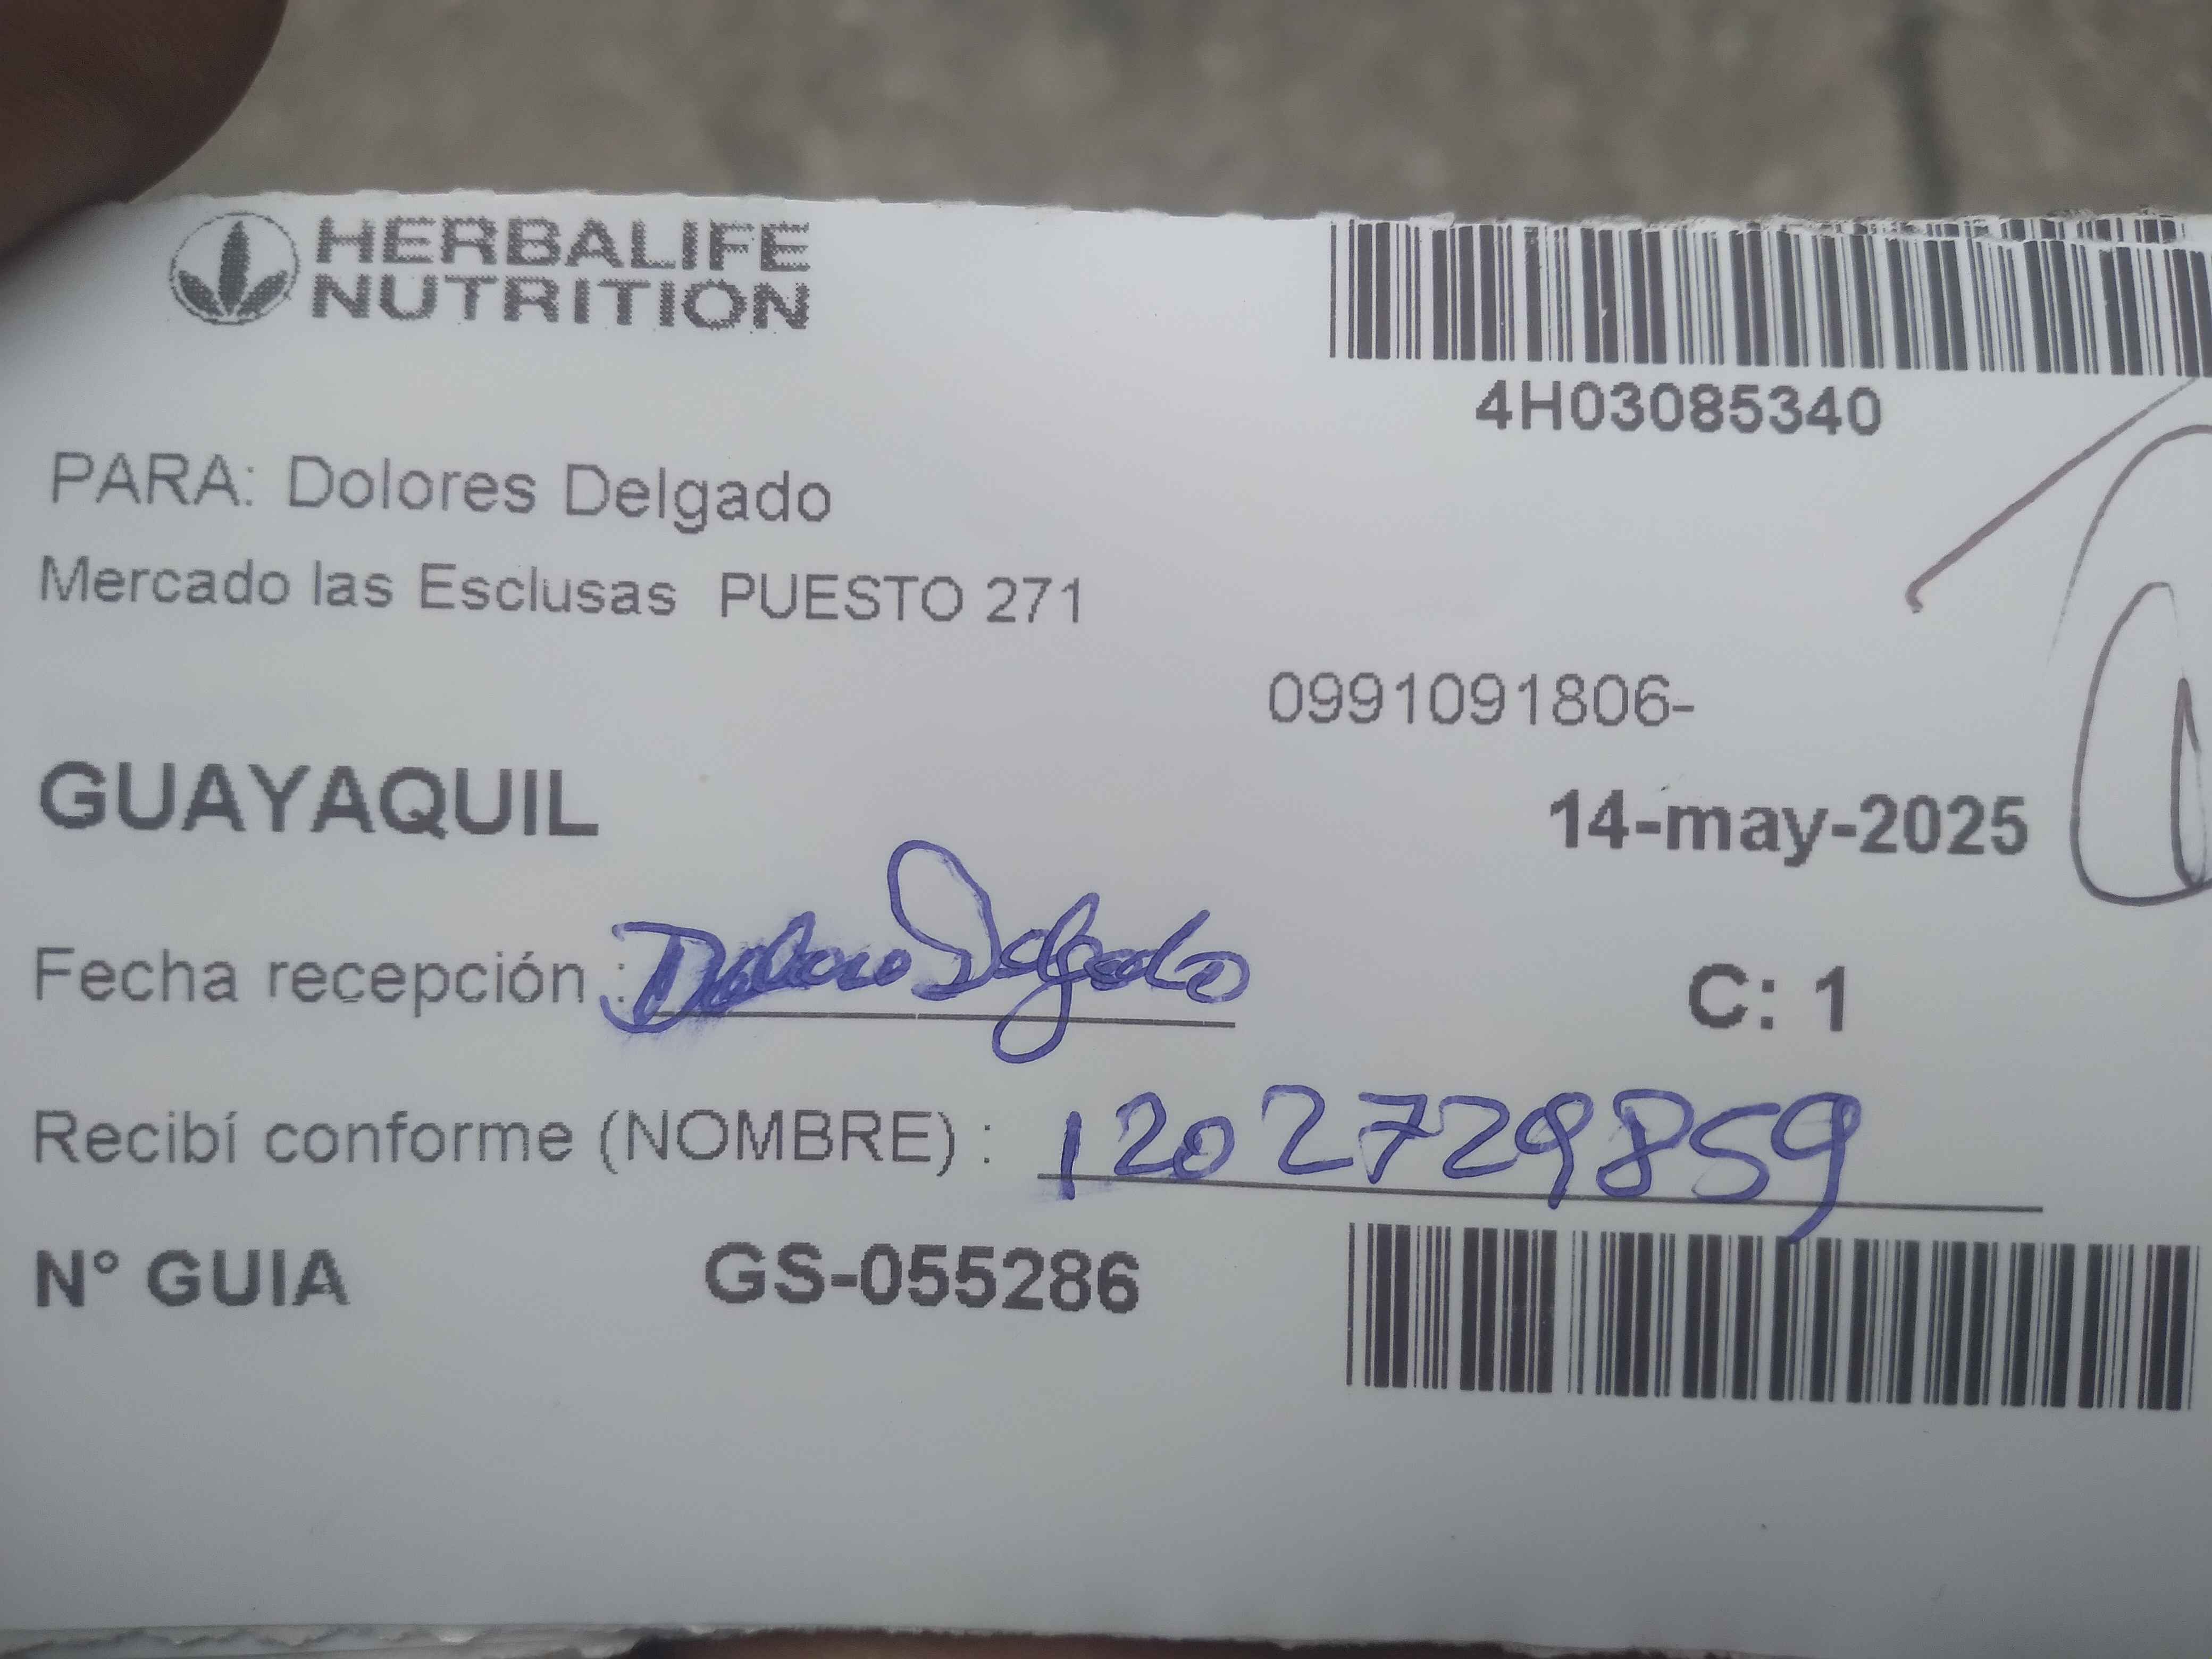 HERBALIFE
NUTRITION
4H03085340
PARA: Dolores Delgado
Mercado las Esclusas PUESTO 271
0991091806-
GUAYAQUIL
14-may-2025
Fecha recepción : Dolores Delgado
C: 1
Recibí conforme (NOMBRE) : 1202729859
N° GUIA GS-055286